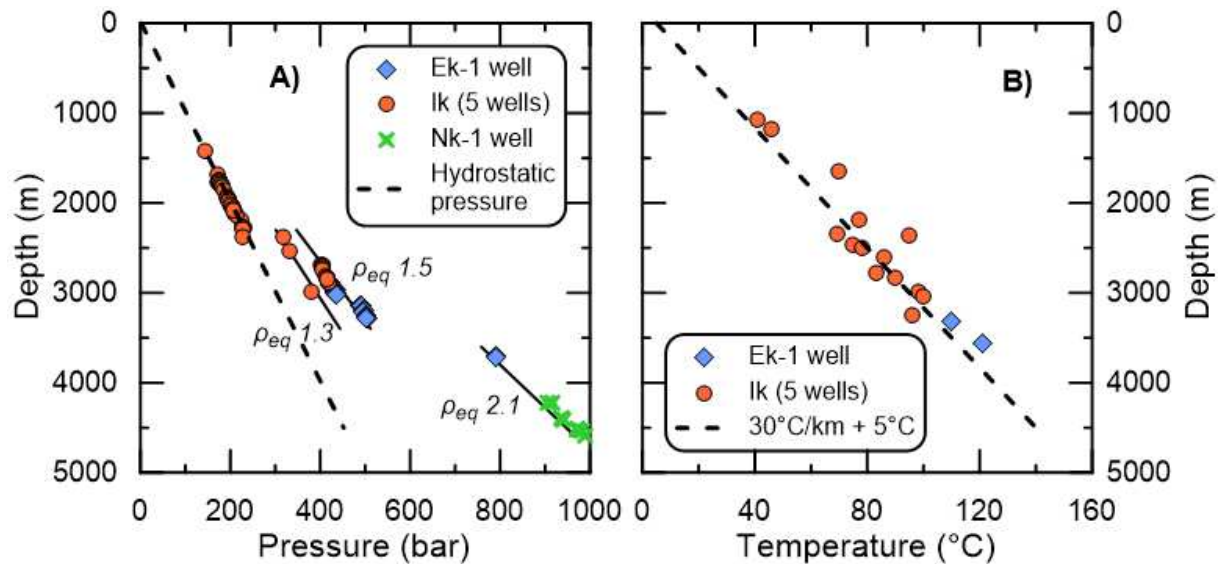 A)
Ek-1 well
Ik (5 wells)
Nk-1 well
Hydrostatic
pressure
ρeq 1.5
ρeq 1.3
ρeq 2.1
0
1000
2000
3000
4000
5000
Depth (m)
0
200
400
600
800
1000
Pressure (bar)
B)
Ek-1 well
Ik (5 wells)
30°C/km + 5°C
0
1000
2000
3000
4000
5000
Depth (m)
0
40
80
120
160
Temperature (°C)